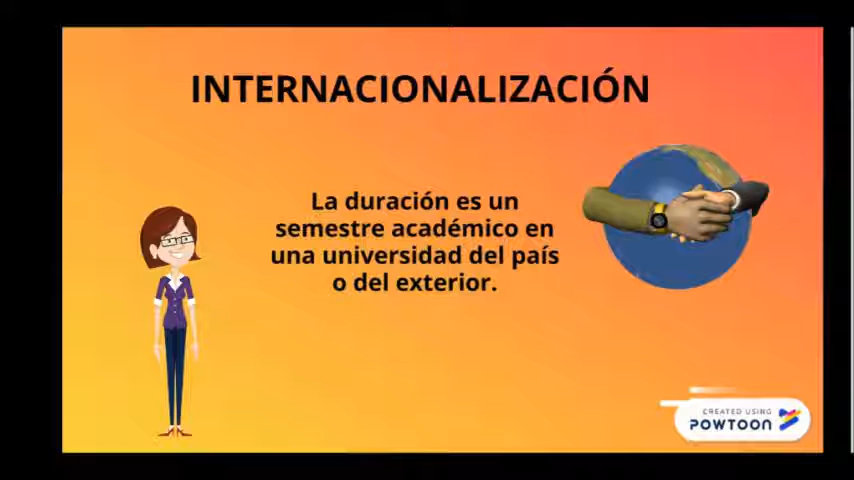 INTERNACIONALIZACIÓN
La duración es un
semestre académico en
una universidad del país
o del exterior.
CREATED USING
POWTOON